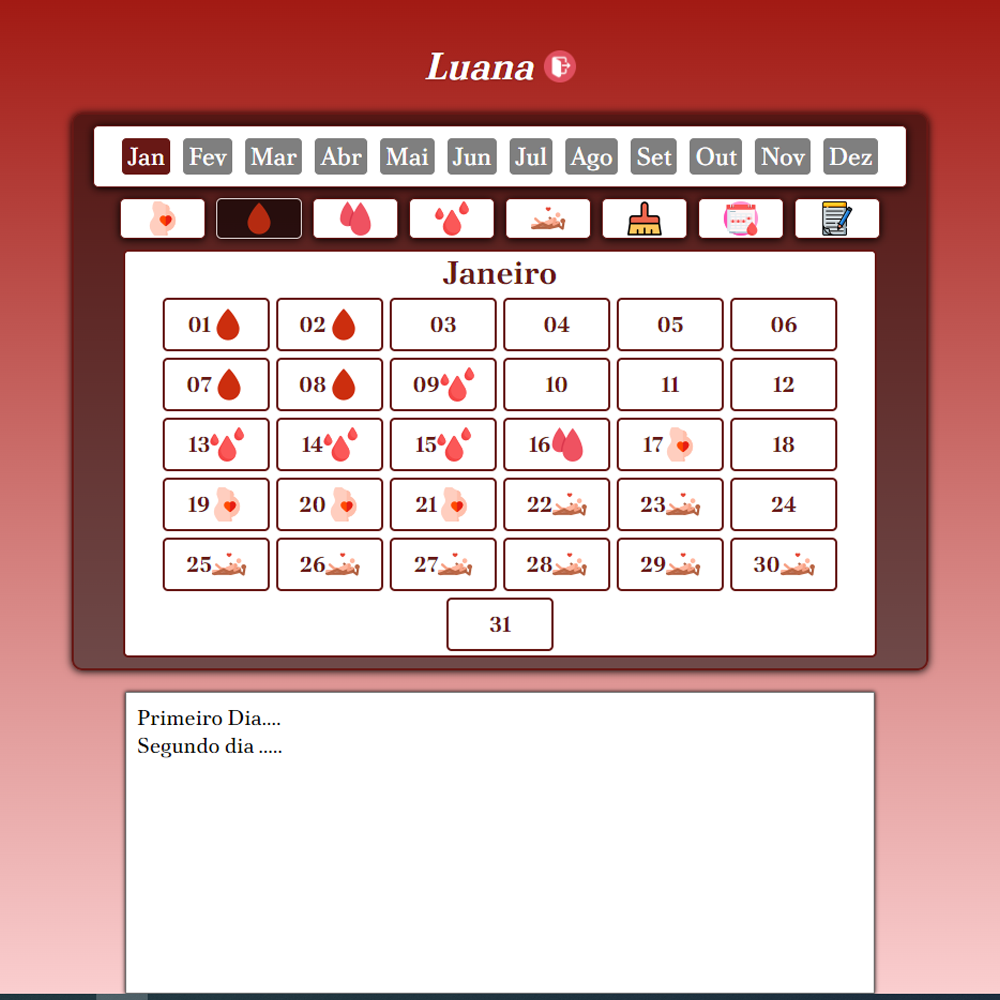 Luana
Jan Fev Mar Abr Mai Jun Jul Ago Set Out Nov Dez
Janeiro
01 02 03 04 05 06
07 08 09 10 11 12
13 14 15 16 17 18
19 20 21 22 23 24
25 26 27 28 29 30
31
Primeiro Dia....
Segundo dia .....